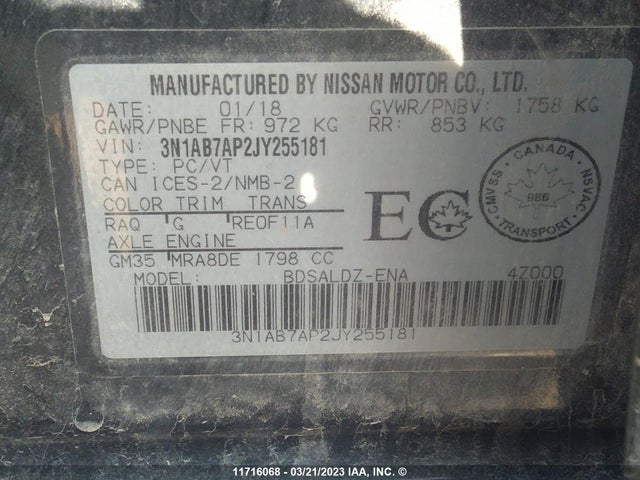 MANUFACTURED BY NISSAN MOTOR CO., LTD.
DATE: 01/18 GVWR/PNBV: 1758 KG
GAWR/PNBE FR: 972 KG RR: 853 KG
VIN: 3N1AB7AP2JY255181
TYPE: PC/VT
CAN ICES-2/NMB-2
COLOR TRIM TRANS
RAQ G RE0F11A
AXLE ENGINE
GM35 MRA8DE 1798 CC
EC
CANADA
CMVSS NSVAC
986
TRANSPORT
MODEL: BDSALDZ-ENA 4Z000
3N1AB7AP2JY255181
11716068 - 03/21/2023 IAA, INC. ©